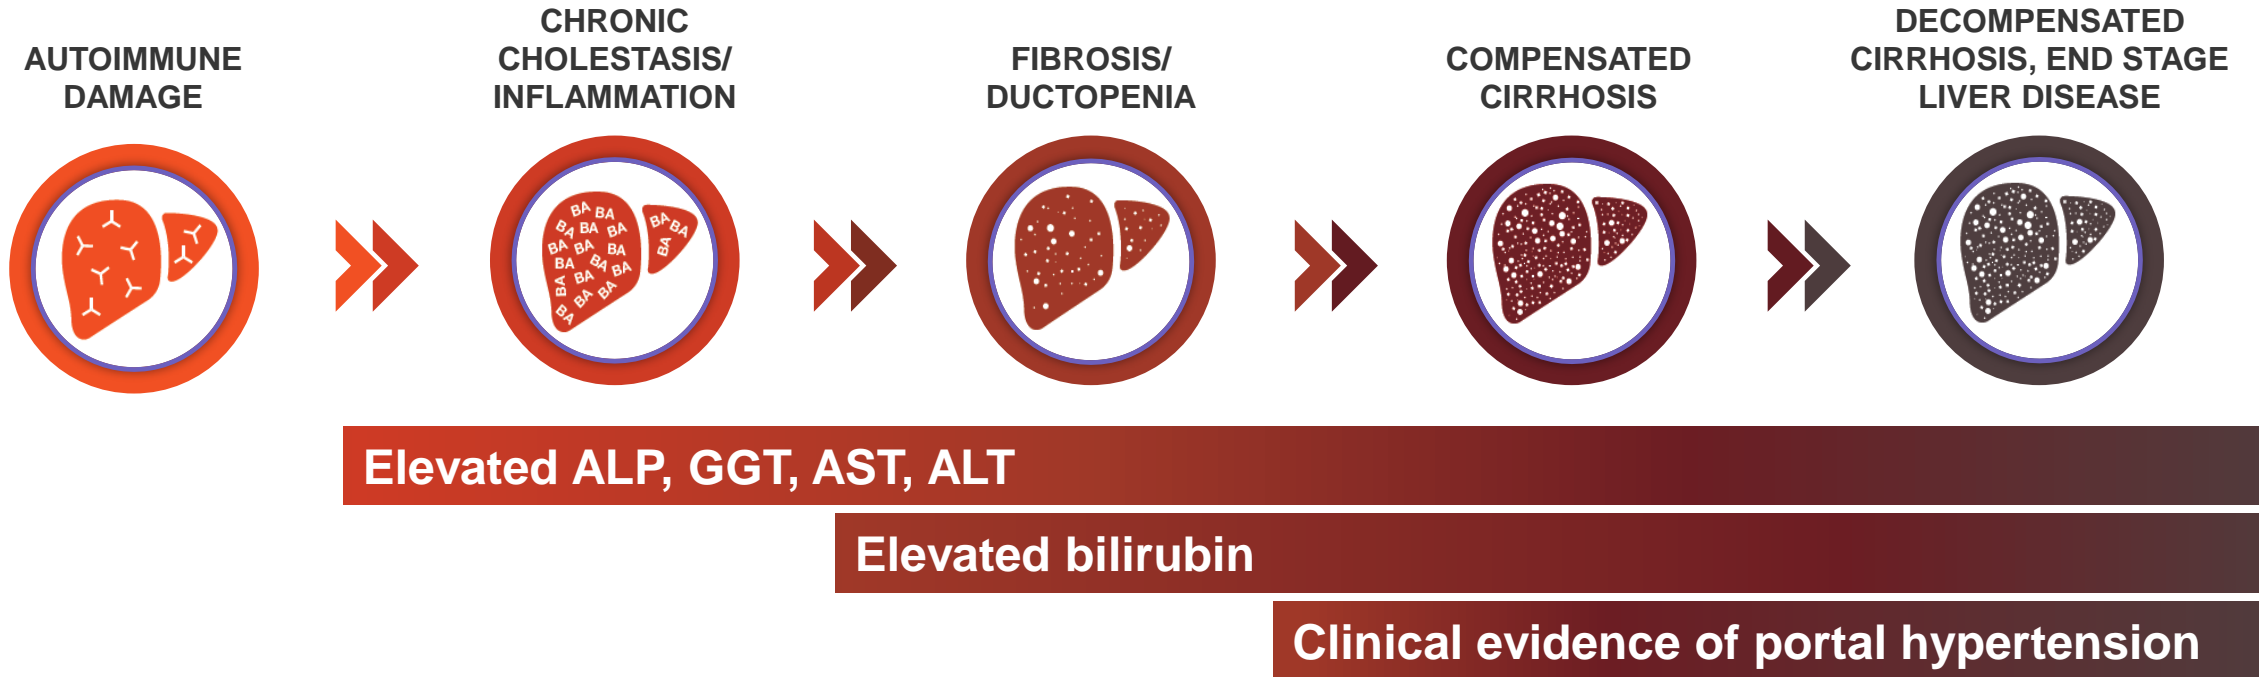 AUTOIMMUNE
DAMAGE
CHRONIC
CHOLESTASIS/
INFLAMMATION
FIBROSIS/
DUCTOPENIA
COMPENSATED
CIRRHOSIS
DECOMPENSATED
CIRRHOSIS, END STAGE
LIVER DISEASE
BA BA
BA BA BA
BA BA BA
BA BA BA
BA BA BA
BA
BA
BA BA
BA
Elevated ALP, GGT, AST, ALT
Elevated bilirubin
Clinical evidence of portal hypertension